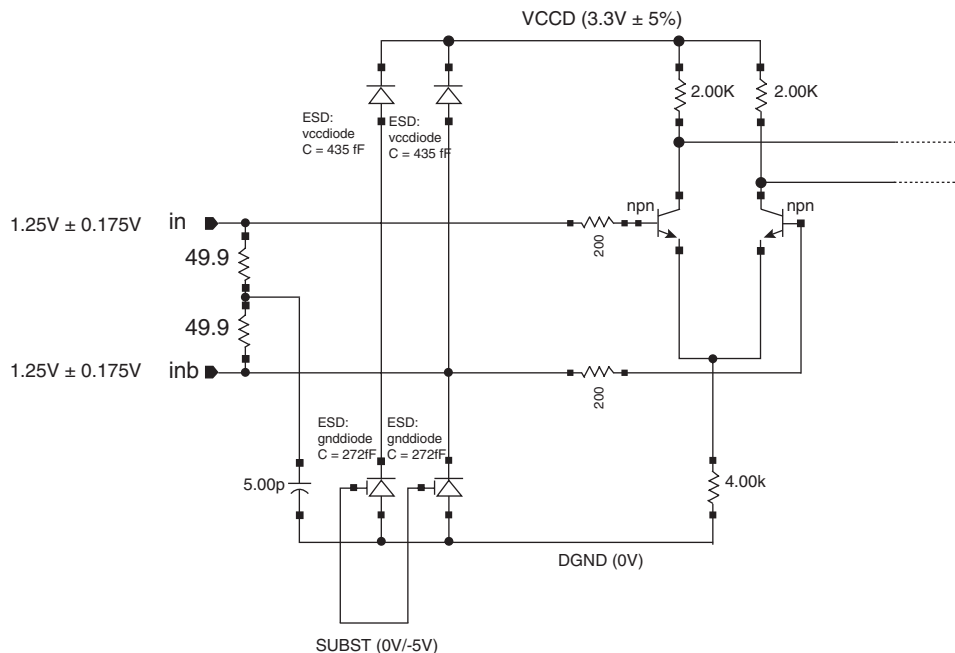 VCCD (3.3V ± 5%)
2.00K
2.00K
ESD:
vccdiode
C = 435 fF
ESD:
vccdiode
C = 435 fF
npn
npn
1.25V ± 0.175V
in
200
49.9
49.9
1.25V ± 0.175V
inb
200
ESD:
gnddiode
C = 272fF
ESD:
gnddiode
C = 272fF
5.00p
4.00k
DGND (0V)
SUBST (0V/-5V)